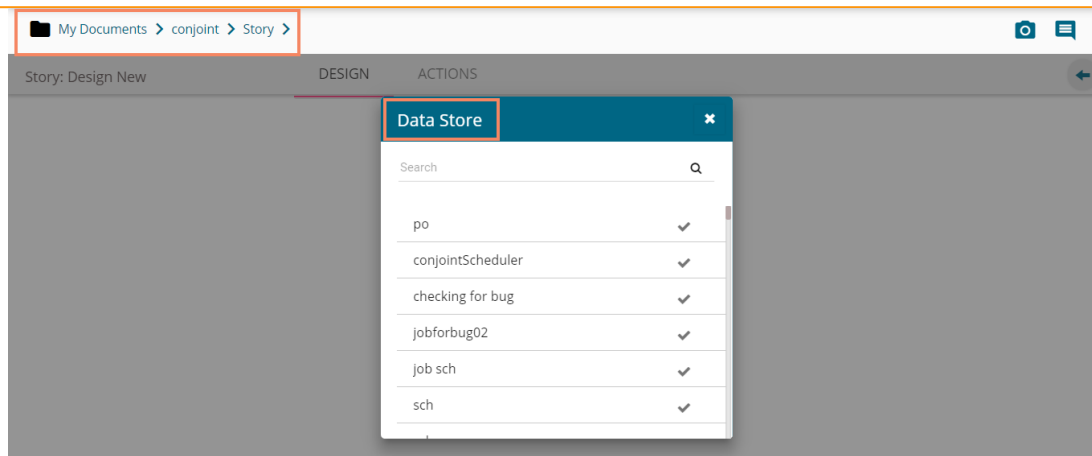 My Documents > conjoint > Story >
Story: Design New DESIGN ACTIONS
Data Store
Search
po
conjointScheduler
checking for bug
jobforbug02
job sch
sch